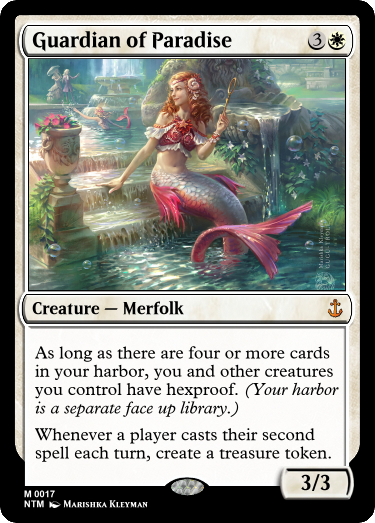 Guardian of Paradise 3
Creature — Merfolk
As long as there are four or more cards
in your harbor, you and other creatures
you control have hexproof. (Your harbor
is a separate face up library.)
Whenever a player casts their second
spell each turn, create a treasure token.
3/3
M 0017
NTM MARISHKA KLEYMAN
Marishka Kleyman